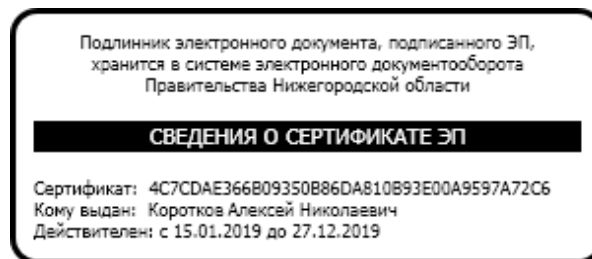 Подлинник электронного документа, подписанного ЭП,
хранится в системе электронного документооборота
Правительства Нижегородской области
СВЕДЕНИЯ О СЕРТИФИКАТЕ ЭП
Сертификат: 4C7CDAE366B09350B86DA810B93E00A9597A72C6
Кому выдан: Коротков Алексей Николаевич
Действителен: с 15.01.2019 до 27.12.2019